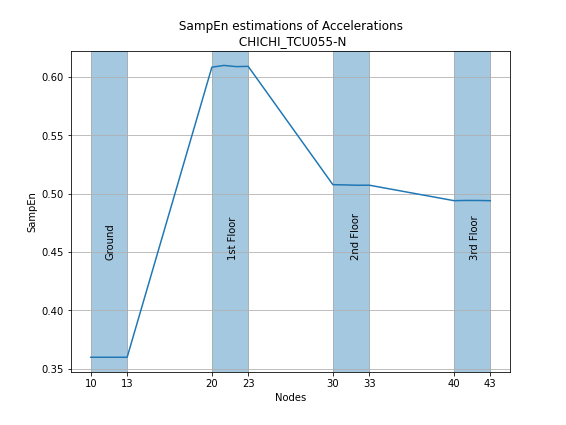 SampEn estimations of Accelerations
CHICHI_TCU055-N
0.60
0.55
0.50
0.45
0.40
0.35
SampEn
Ground
1st Floor
2nd Floor
3rd Floor
10 13 20 23 30 33 40 43
Nodes